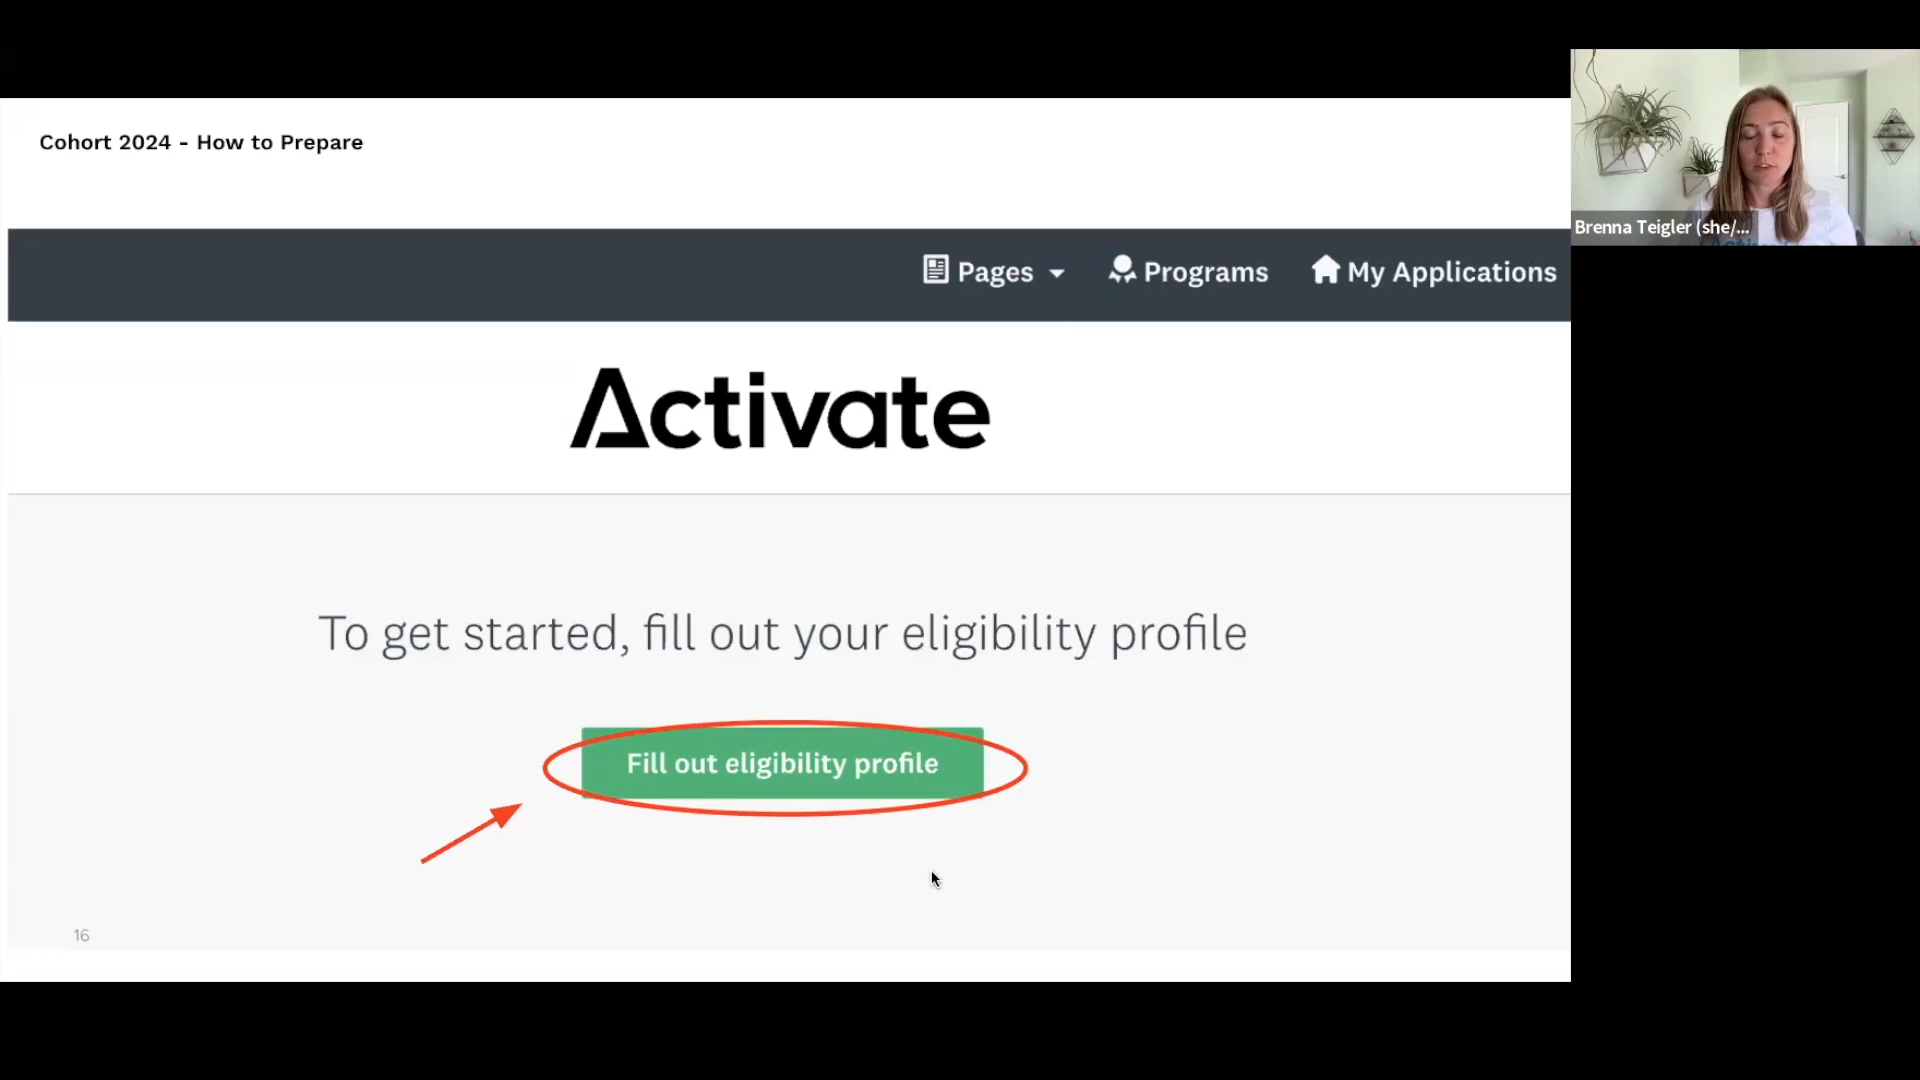 Cohort 2024 - How to Prepare
Brenna Teigler (she/...
Pages
Programs
My Applications
Activate
To get started, fill out your eligibility profile
Fill out eligibility profile
16